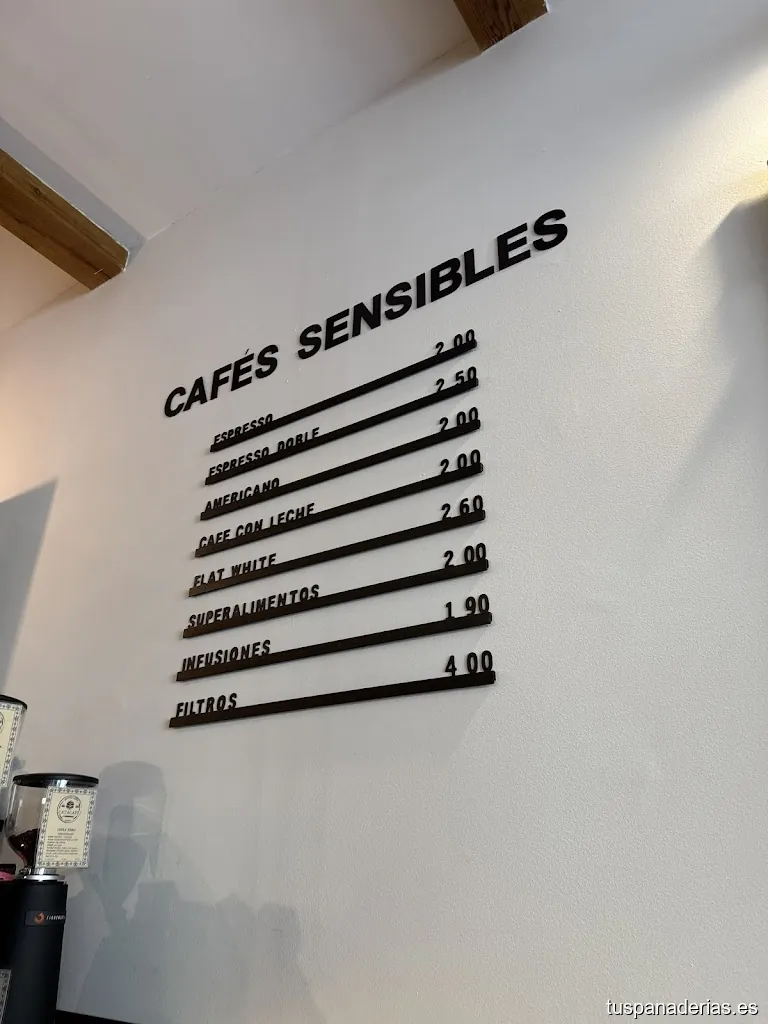 CAFÉS SENSIBLES
ESPRESSO 2 00
ESPRESSO DOBLE 2 50
AMERICANO 2 00
CAFE CON LECHE 2 00
FLAT WHITE 2 60
SUPERALIMENTOS 2 00
INFUSIONES 1 90
FILTROS 4 00
tuspanaderias.es